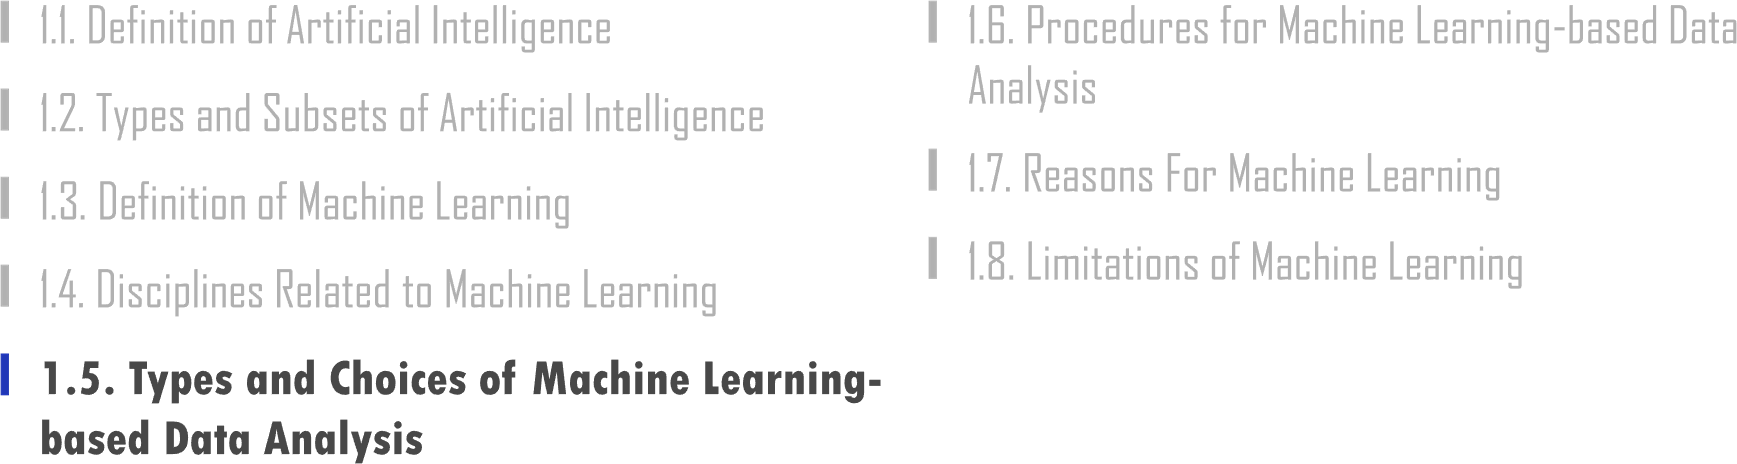 1.1. Definition of Artificial Intelligence
1.2. Types and Subsets of Artificial Intelligence
1.3. Definition of Machine Learning
1.4. Disciplines Related to Machine Learning
1.5. Types and Choices of Machine Learning-
based Data Analysis
1.6. Procedures for Machine Learning-based Data
Analysis
1.7. Reasons For Machine Learning
1.8. Limitations of Machine Learning